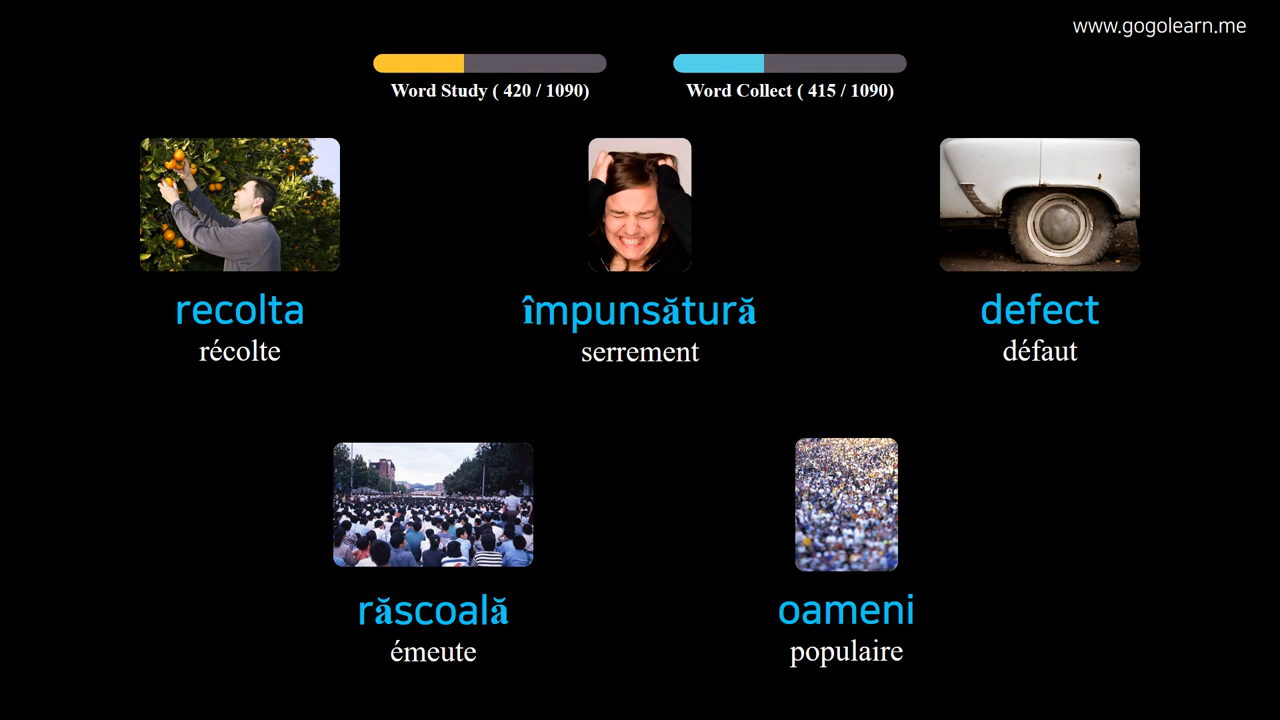 www.gogolearn.me
Word Study ( 420 / 1090)
Word Collect ( 415 / 1090)
recolta
récolte
împunsătură
serrement
defect
défaut
răscoală
émeute
oameni
populaire